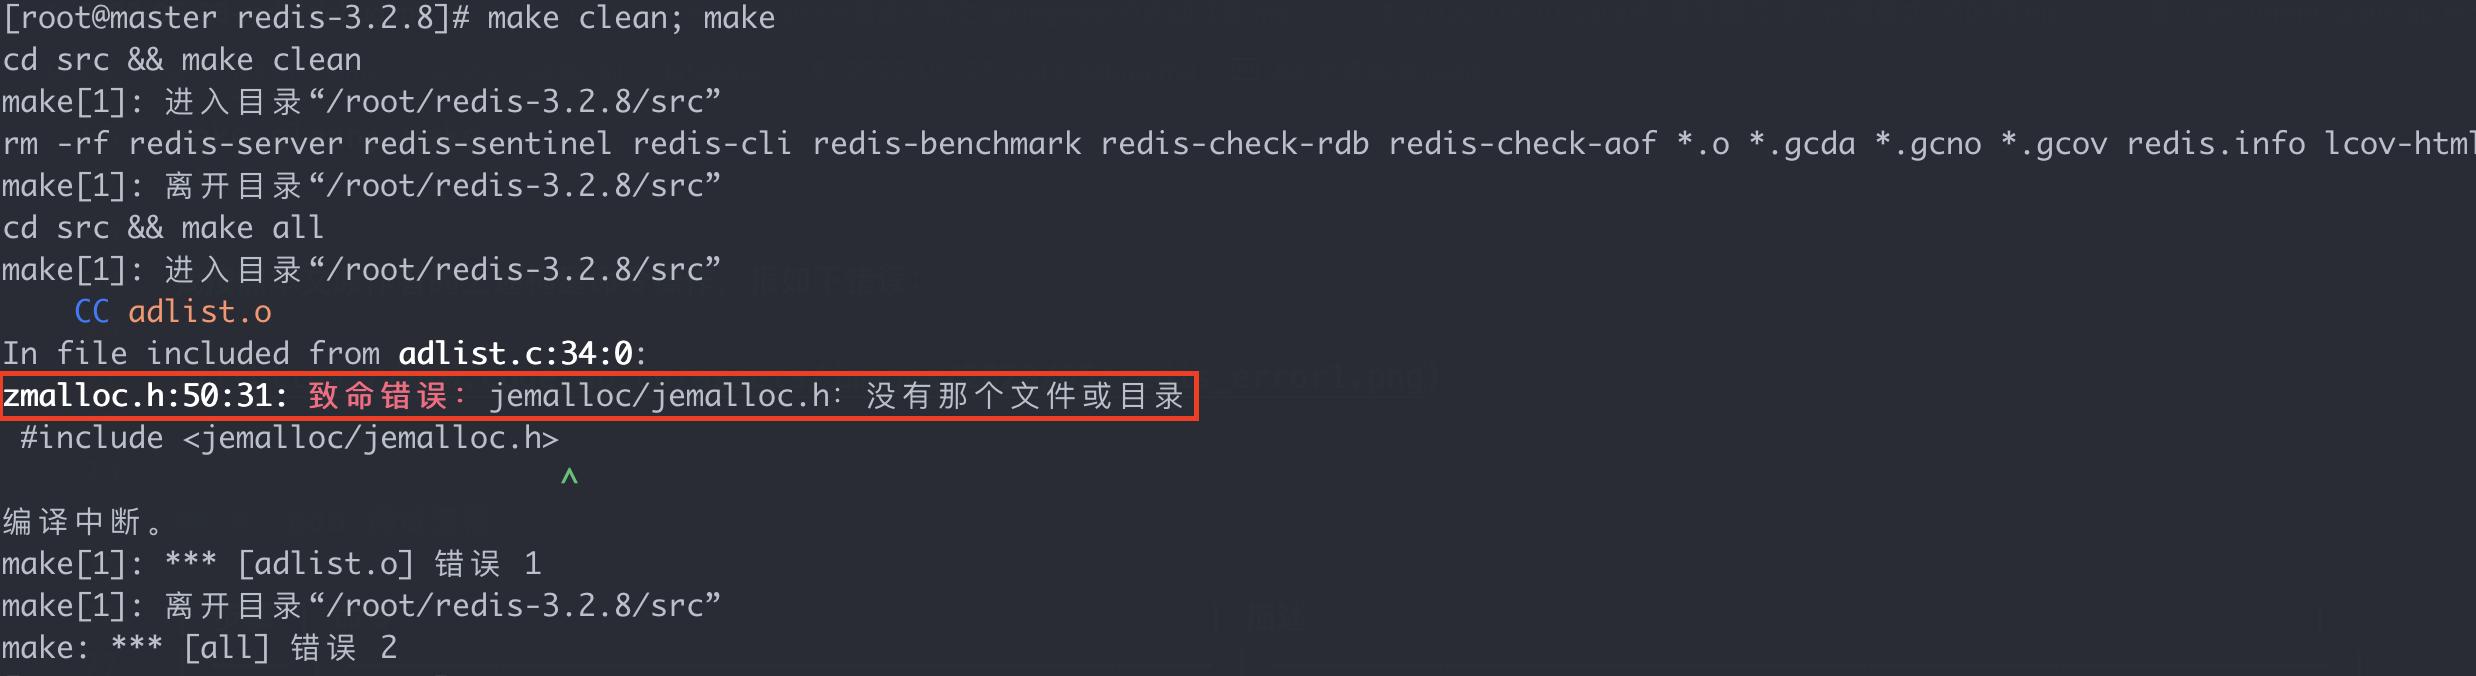 [root@master redis-3.2.8]# make clean; make
cd src && make clean
make[1]: 进入目录“/root/redis-3.2.8/src”
rm -rf redis-server redis-sentinel redis-cli redis-benchmark redis-check-rdb redis-check-aof *.o *.gcda *.gcno *.gcov redis.info lcov-html
make[1]: 离开目录“/root/redis-3.2.8/src”
cd src && make all
make[1]: 进入目录“/root/redis-3.2.8/src”
CC adlist.o
In file included from adlist.c:34:0:
zmalloc.h:50:31: 致命错误：jemalloc/jemalloc.h：没有那个文件或目录
#include <jemalloc/jemalloc.h>
^
编译中断。
make[1]: *** [adlist.o] 错误 1
make[1]: 离开目录“/root/redis-3.2.8/src”
make: *** [all] 错误 2